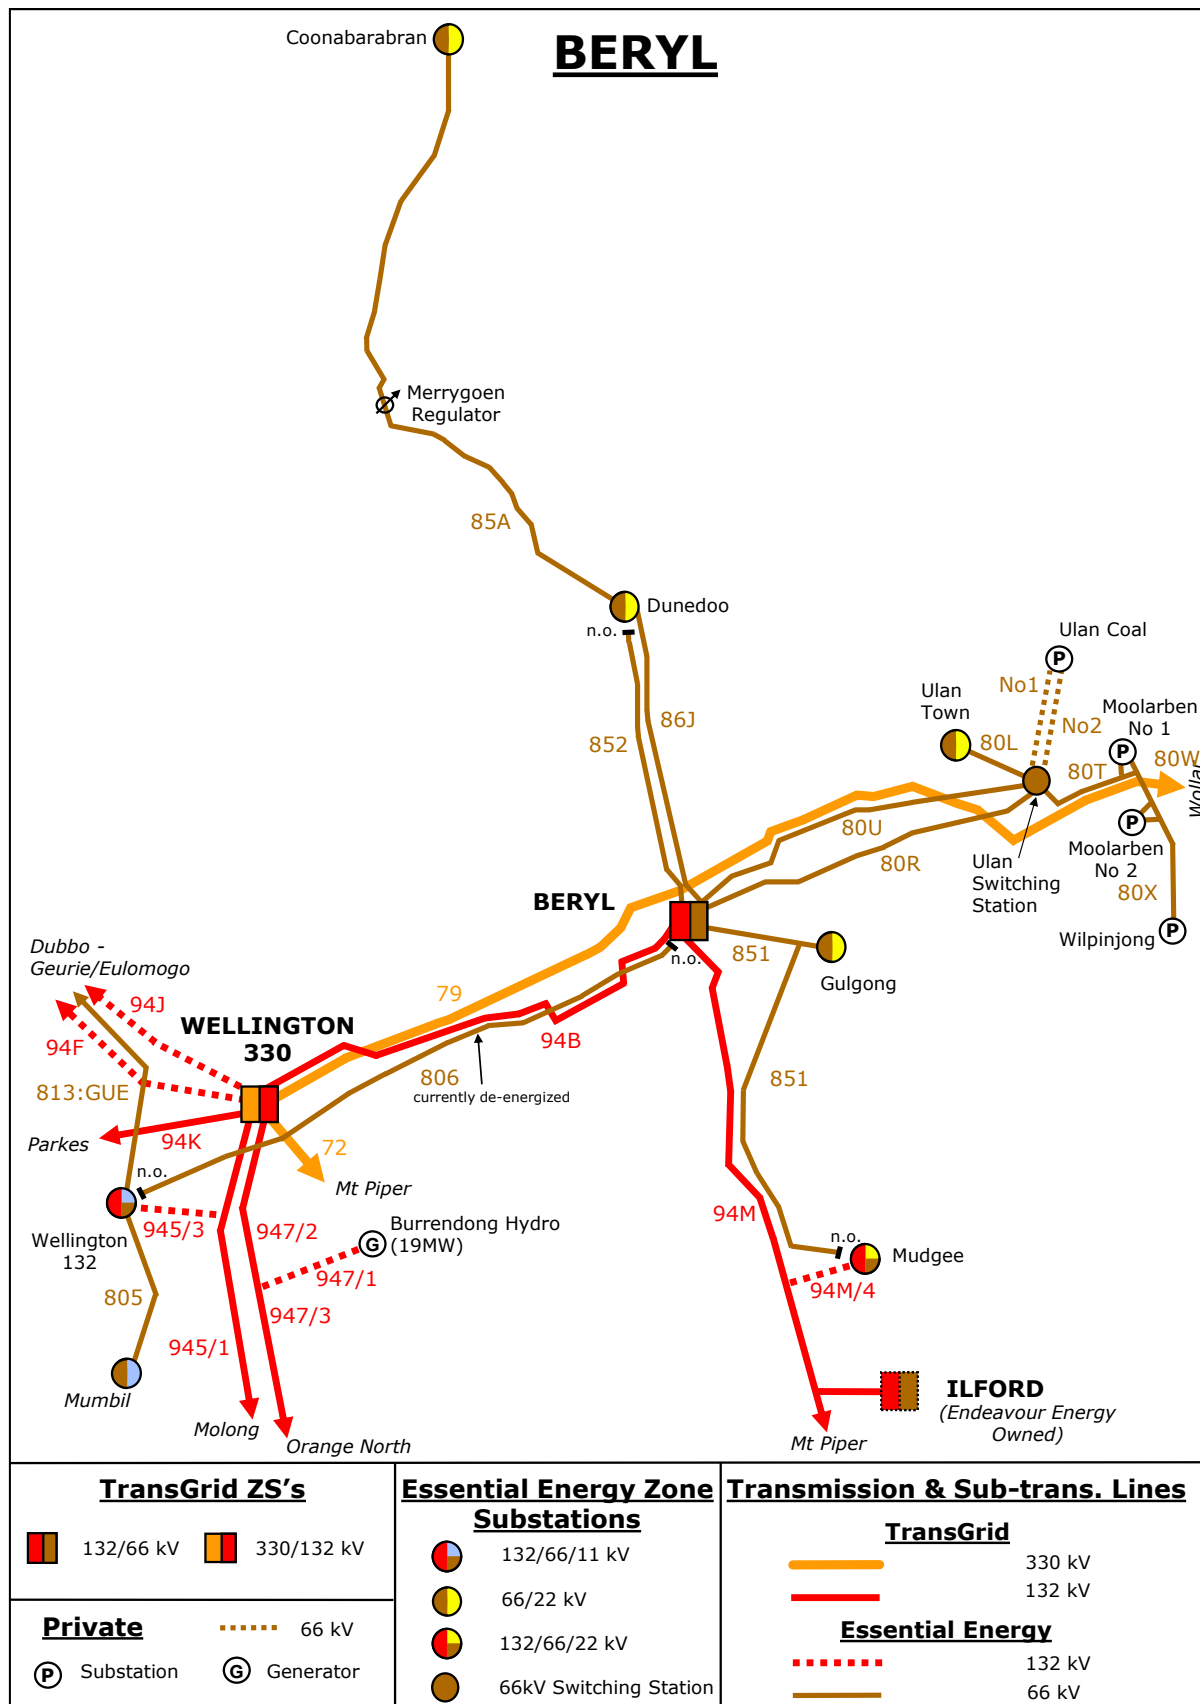 BERYL
Coonabarabran
Merrygoen
Regulator
85A
Dunedoo
n.o.
Ulan Coal
No1
Ulan
Town
Moolarben
No 1
No2
86J
852
80L
80T
80W
Wollar
80U
80R
Moolarben
No 2
Ulan
Switching
Station
80X
BERYL
Wilpinjong
n.o.
851
Gulgong
Dubbo -
Geurie/Eulomogo
94J
79
WELLINGTON
330
94F
94B
806
currently de-energized
851
813:GUE
94K
Parkes
72
n.o.
Mt Piper
945/3
947/2
Burrendong Hydro
(19MW)
94M
n.o.
Mudgee
Wellington
132
947/1
94M/4
805
947/3
945/1
Mumbil
ILFORD
(Endeavour Energy
Owned)
Molong
Orange North
Mt Piper
TransGrid ZS's
132/66 kV
330/132 kV
Private
66 kV
Substation
Generator
Essential Energy Zone
Substations
132/66/11 kV
66/22 kV
132/66/22 kV
66kV Switching Station
Transmission & Sub-trans. Lines
TransGrid
330 kV
132 kV
Essential Energy
132 kV
66 kV
P
P
P
P
G
P
G